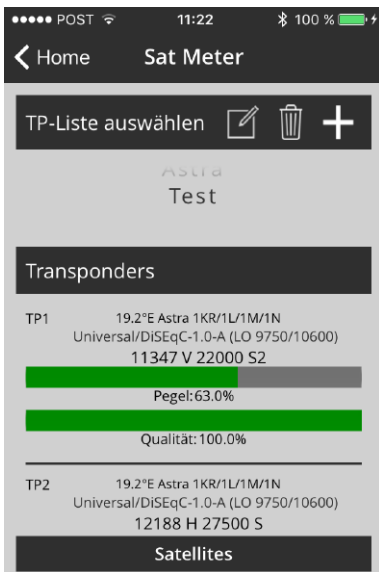 POST 11:22 100 %
Home Sat Meter
TP-Liste auswählen
Astra
Test
Transponders
TP1 19.2°E Astra 1KR/1L/1M/1N
Universal/DiSEqC-1.0-A (LO 9750/10600)
11347 V 22000 S2
Pegel:63.0%
Qualität:100.0%
TP2 19.2°E Astra 1KR/1L/1M/1N
Universal/DiSEqC-1.0-A (LO 9750/10600)
12188 H 27500 S
Satellites